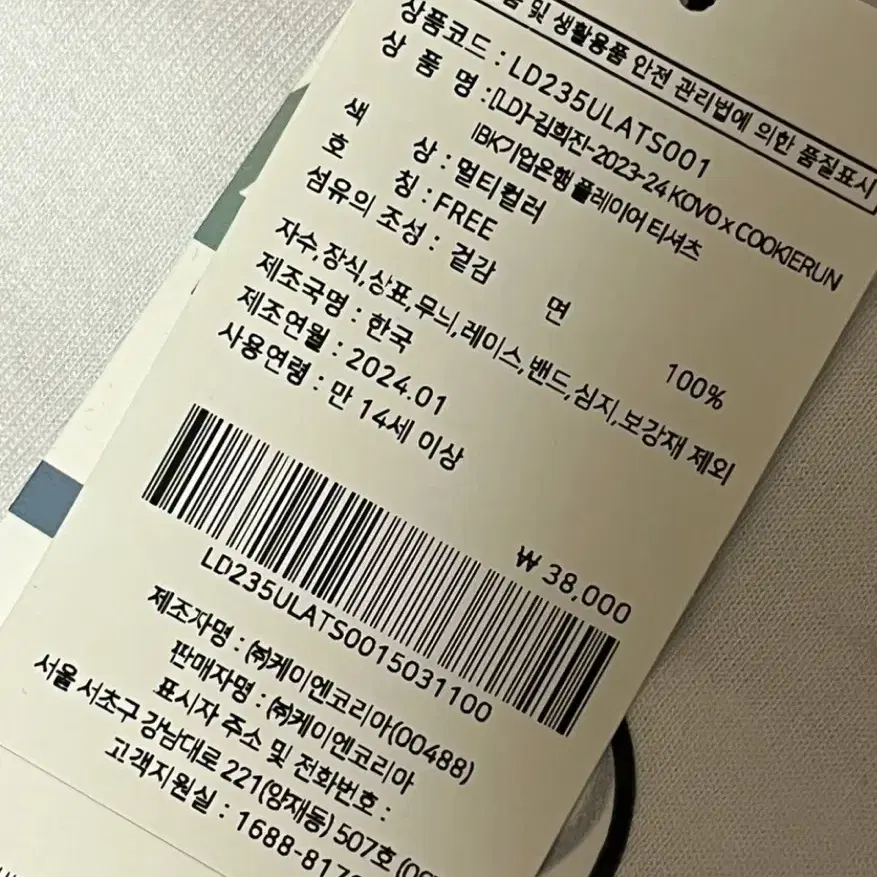 품 및 생활용품 안전 관리법에 의한 품질표시
상품코드 : LD235ULATS001
상 품 명 : [LD]-김희진-2023-24 KOVO x COOKIERUN
IBK기업은행 플레이어 티셔츠
색 상 : 멀티컬러
호 칭 : FREE
섬유의 조성 : 겉감 면 100%
자수,장식,상표,무늬,레이스,밴드,심지,보강재 제외
제조국명 : 한국
제조연월 : 2024.01
사용연령 : 만 14세 이상
₩ 38,000
LD235ULATS0015031100
제조자명 : ㈜케이엔코리아(00488)
판매자명 : ㈜케이엔코리아
표시자 주소 및 전화번호 :
서울 서초구 강남대로 221(양재동) 507호
고객지원실 : 1688-817